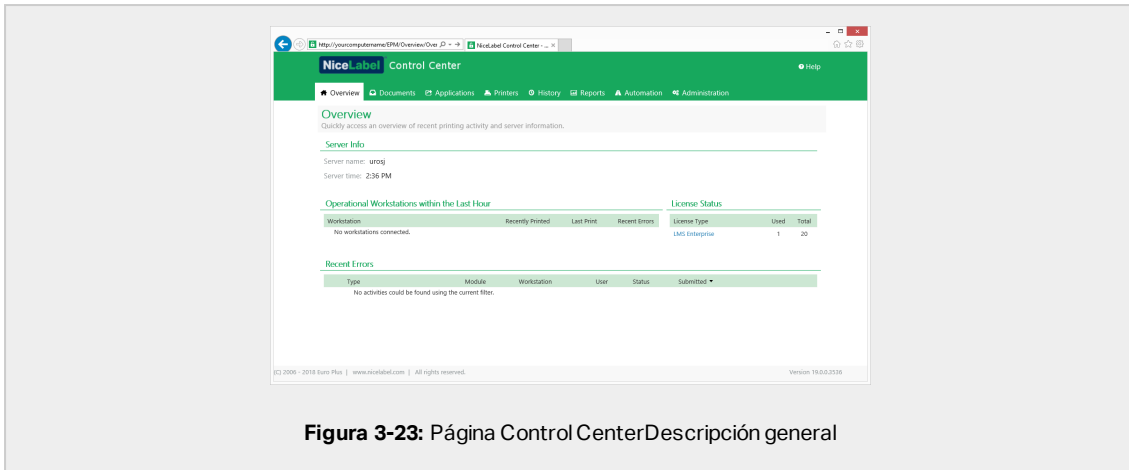 http://yourcomputername/EPM/Overview/Over
NiceLabel Control Center - ...
NiceLabel Control Center
Help
Overview Documents Applications Printers History Reports Automation Administration
Overview
Quickly access an overview of recent printing activity and server information.
Server Info
Server name: urosj
Server time: 2:36 PM
Operational Workstations within the Last Hour
Workstation Recently Printed Last Print Recent Errors
No workstations connected.
License Status
License Type Used Total
LMS Enterprise 1 20
Recent Errors
Type Module Workstation User Status Submitted
No activities could be found using the current filter.
(C) 2006 - 2018 Euro Plus | www.nicelabel.com | All rights reserved.
Version 19.0.0.2536
Figura 3-23: Página Control CenterDescripción general